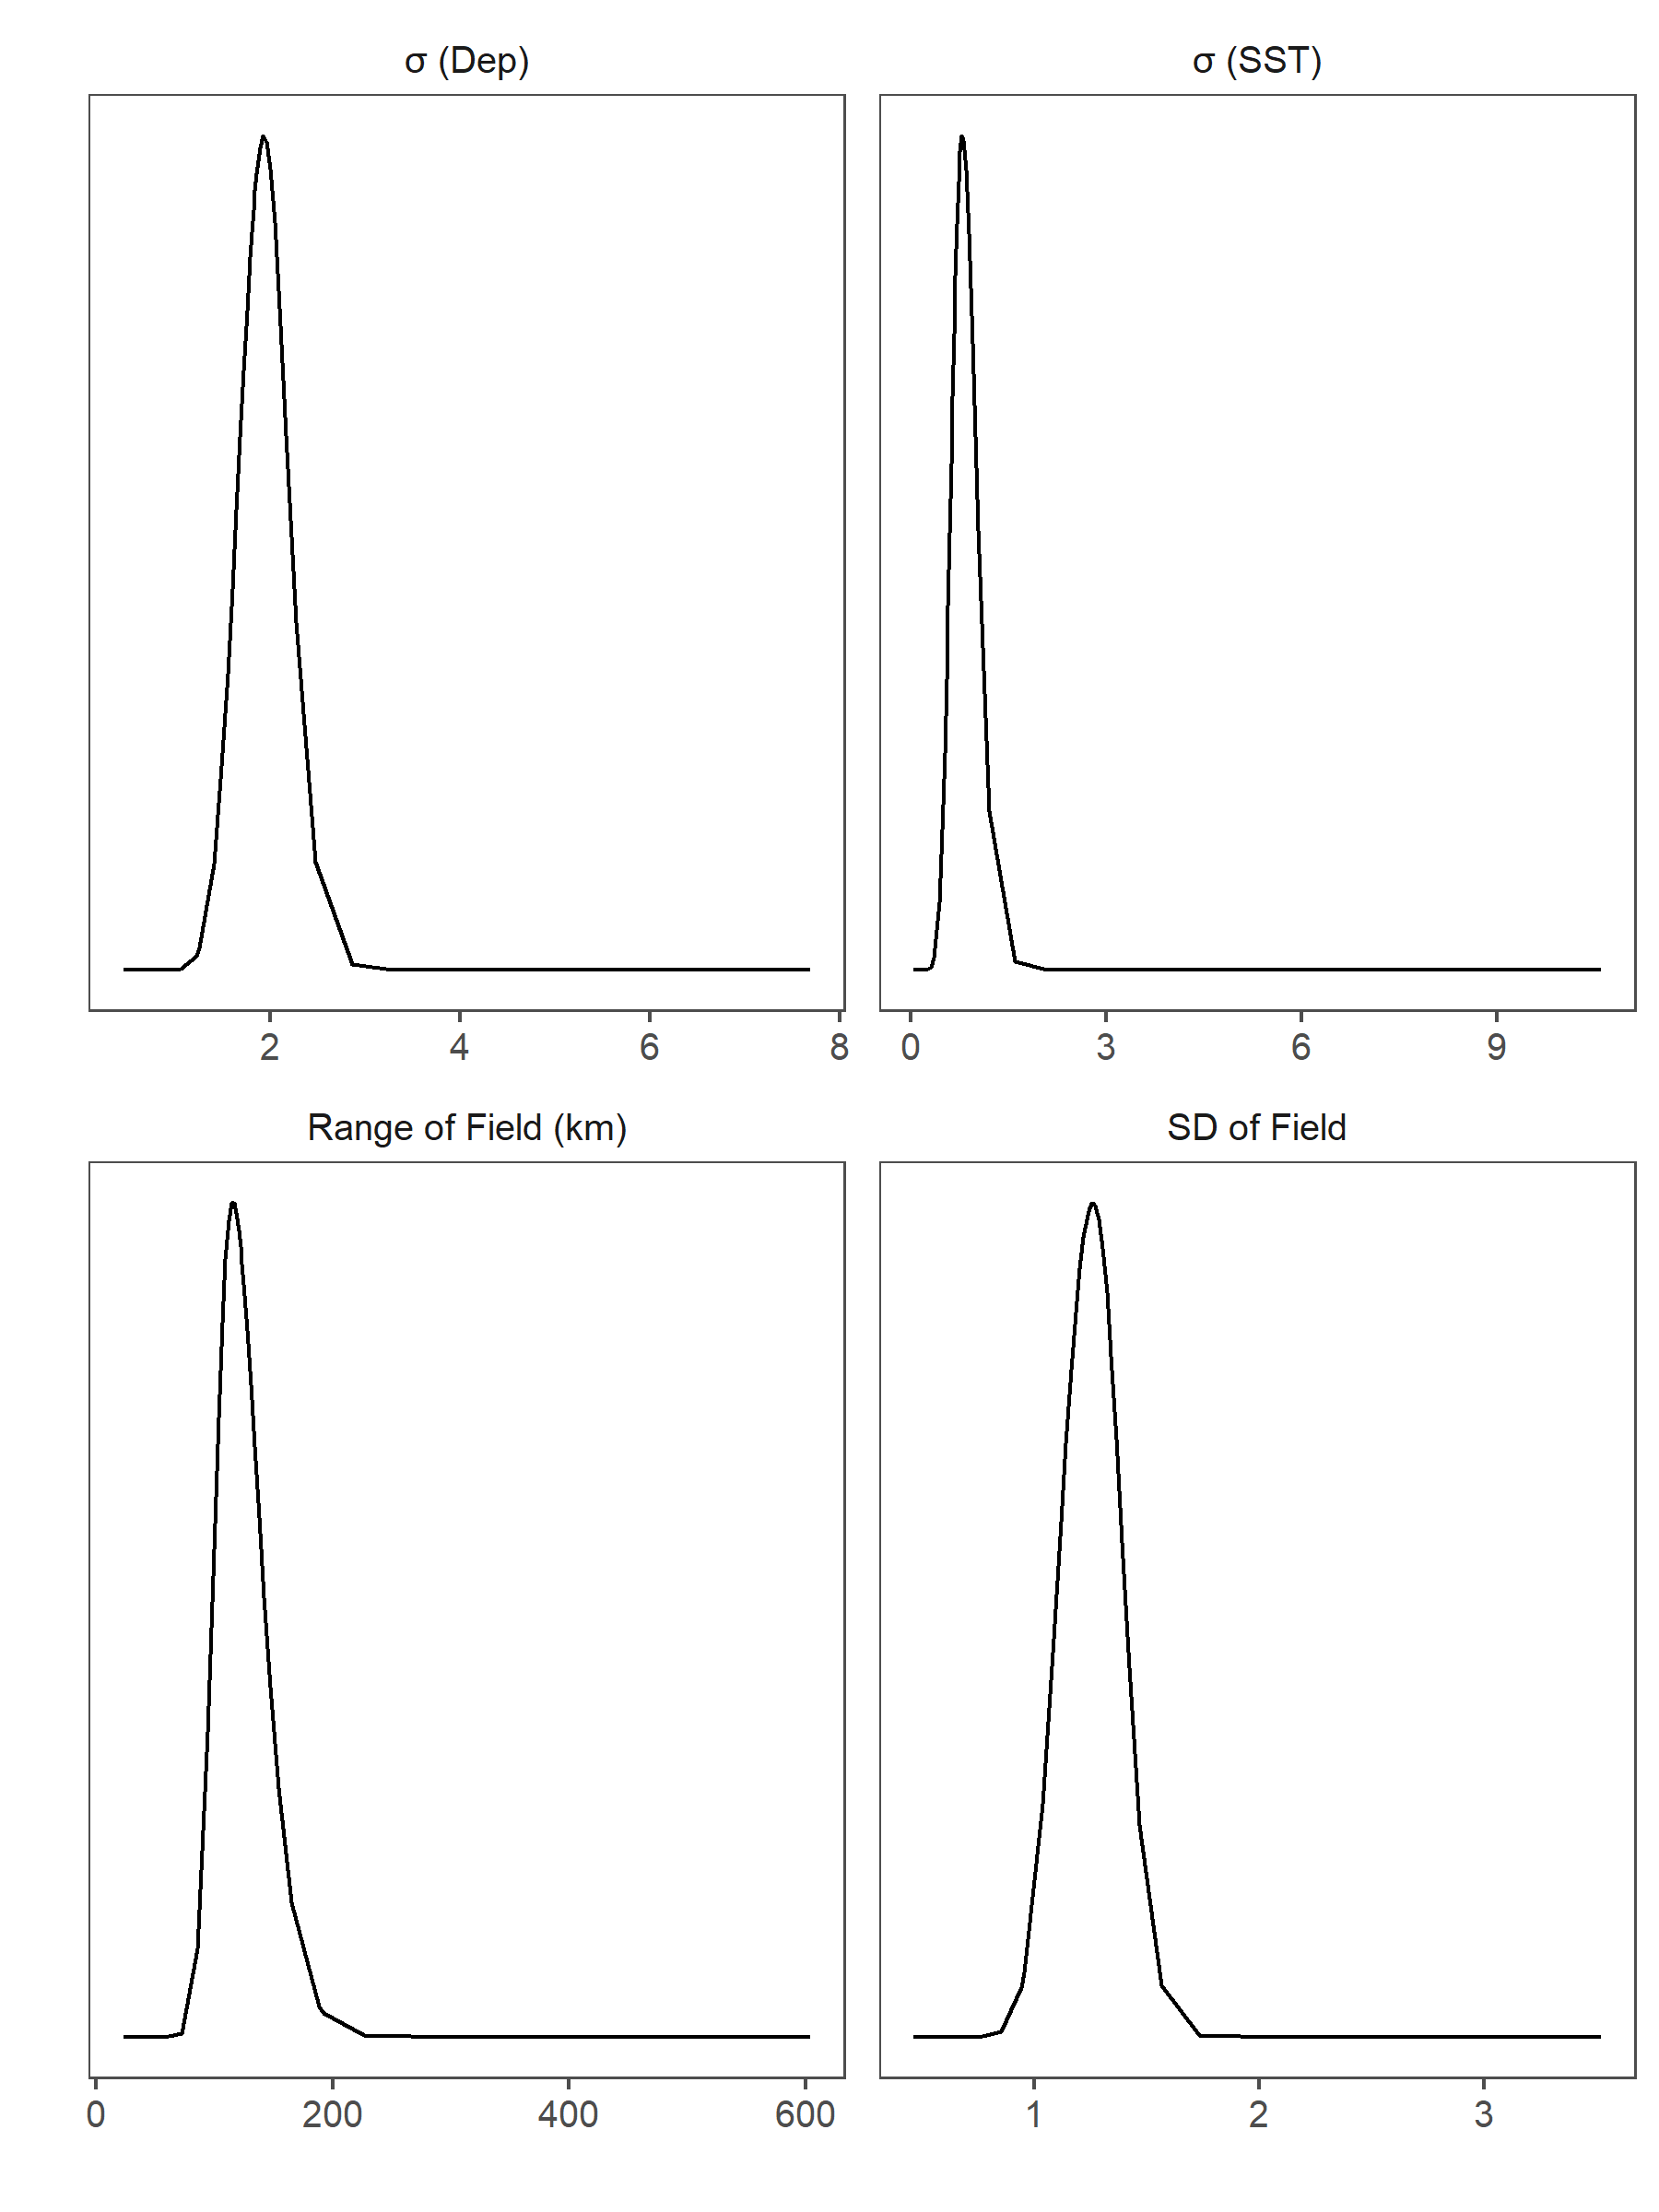 σ (Dep)
σ (SST)
2 4 6 8
0 3 6 9
Range of Field (km)
SD of Field
0 200 400 600
1 2 3